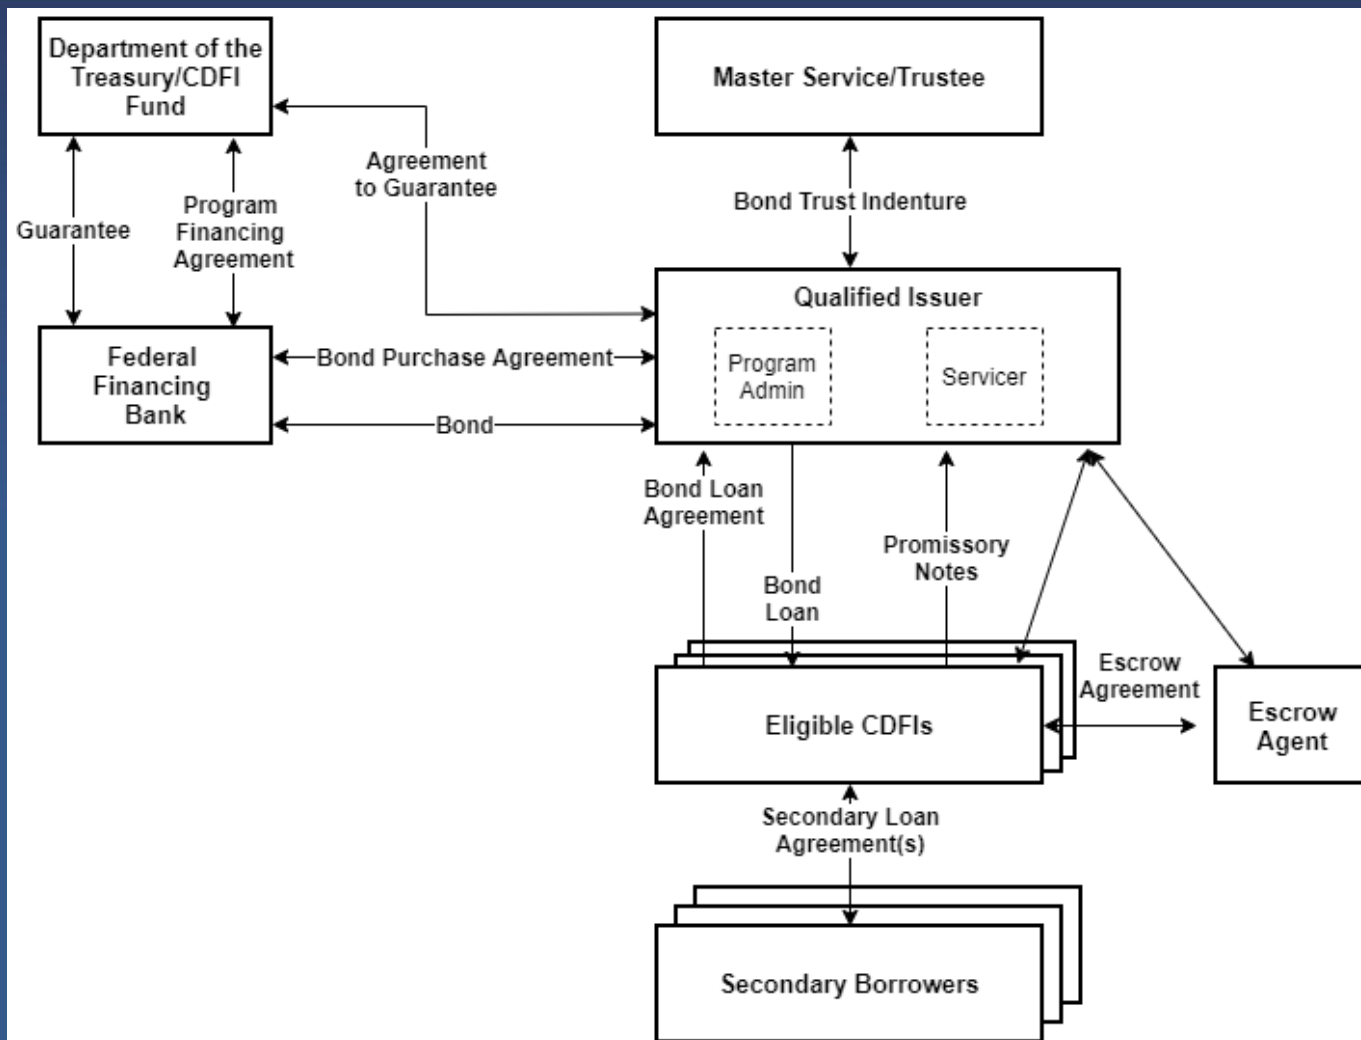 Department of the
Treasury/CDFI
Fund
Master Service/Trustee
Agreement
to Guarantee
Guarantee
Program
Financing
Agreement
Bond Trust Indenture
Qualified Issuer
Program
Admin
Servicer
Federal
Financing
Bank
Bond Purchase Agreement
Bond
Bond Loan
Agreement
Promissory
Notes
Bond
Loan
Escrow
Agreement
Eligible CDFIs
Escrow
Agent
Secondary Loan
Agreement(s)
Secondary Borrowers